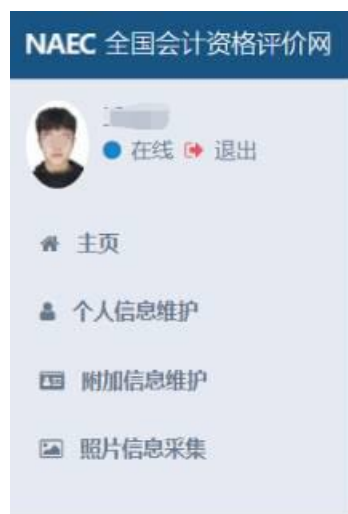 NAEC 全国会计资格评价网
在线 退出
主页
个人信息维护
附加信息维护
照片信息采集